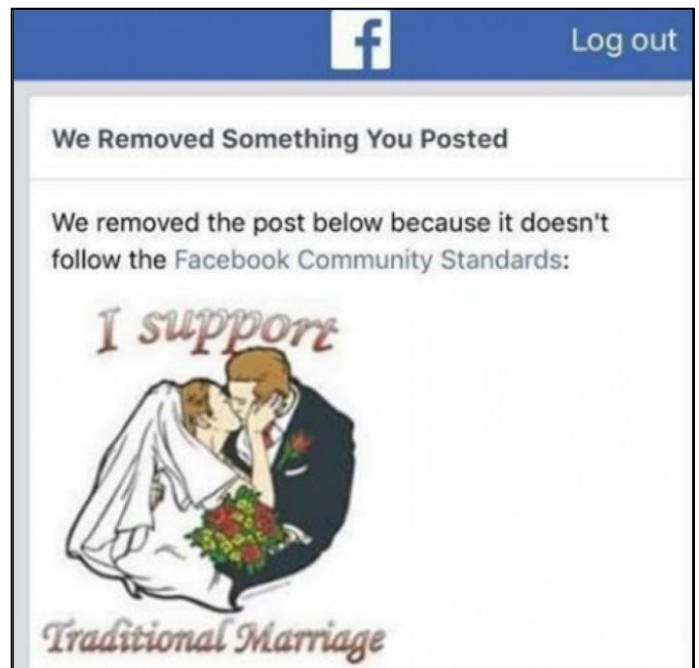 f
Log out
We Removed Something You Posted
We removed the post below because it doesn't
follow the Facebook Community Standards:
I support
Traditional Marriage